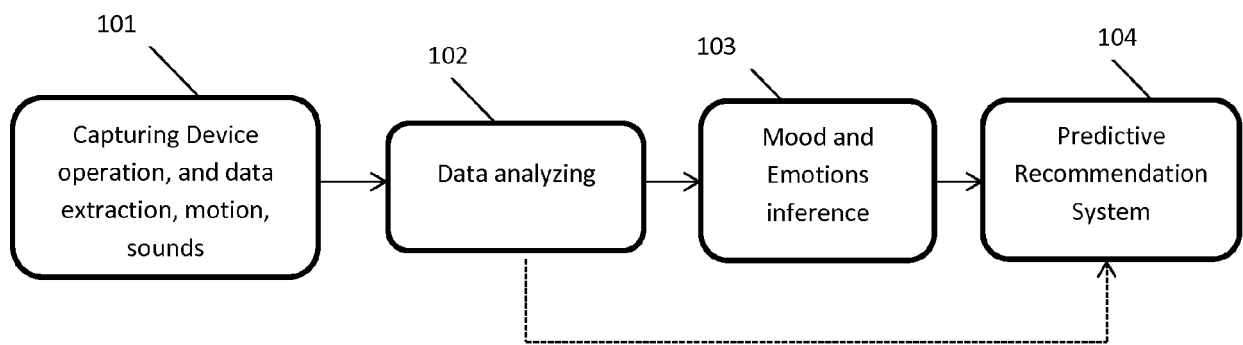 101
Capturing Device
operation, and data
extraction, motion,
sounds
102
Data analyzing
103
Mood and
Emotions
inference
104
Predictive
Recommendation
System